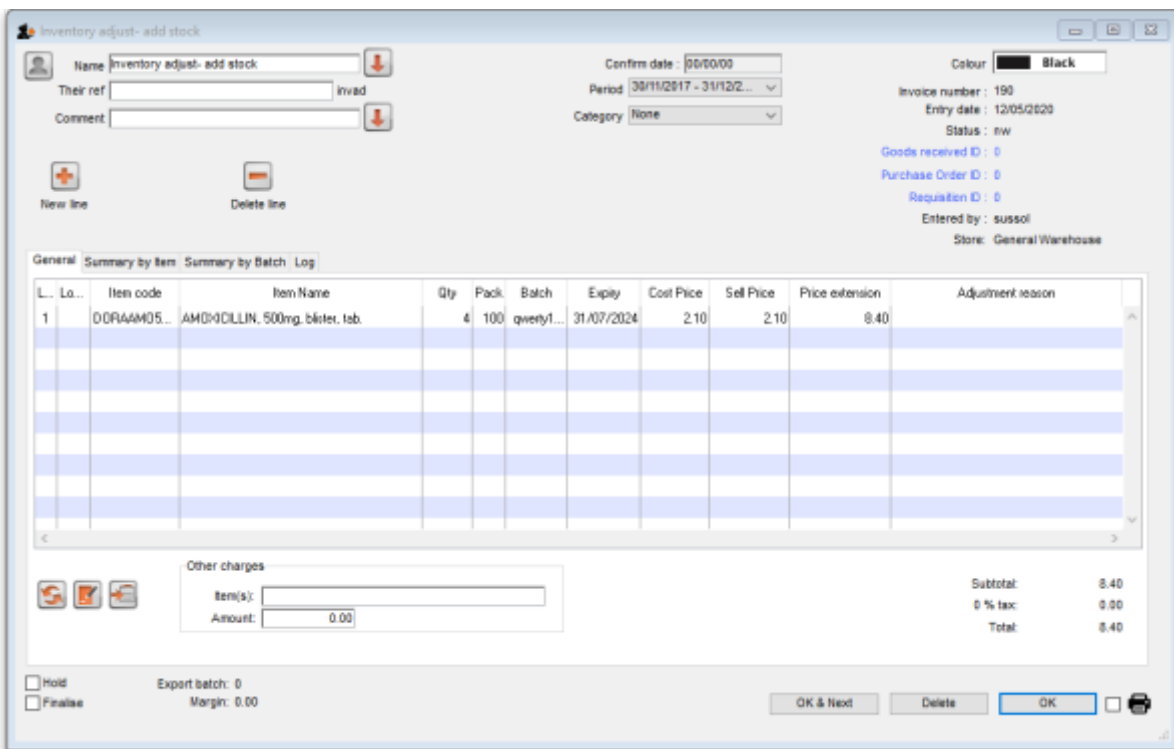 Inventory adjust- add stock
Name Inventory adjust- add stock
Their ref invad
Comment
Confirm date : 00/00/00
Period 30/11/2017 - 31/12/2...
Category None
Colour Black
Invoice number : 190
Entry date : 12/05/2020
Status : nw
Goods received ID : 0
Purchase Order ID : 0
Requisition ID : 0
Entered by : sussol
Store: General Warehouse
New line Delete line
General Summary by Item Summary by Batch Log
L... Lo... Item code Item Name Qty Pack Batch Expiry Cost Price Sell Price Price extension Adjustment reason
1 DORAAM05... AMOXICILLIN, 500mg, blister, tab. 4 100 qwerty1... 31/07/2024 2.10 2.10 8.40
Other charges
Item(s):
Amount: 0.00
Subtotal: 8.40
0 % tax: 0.00
Total: 8.40
Hold Export batch: 0
Finalise Margin: 0.00
OK & Next Delete OK